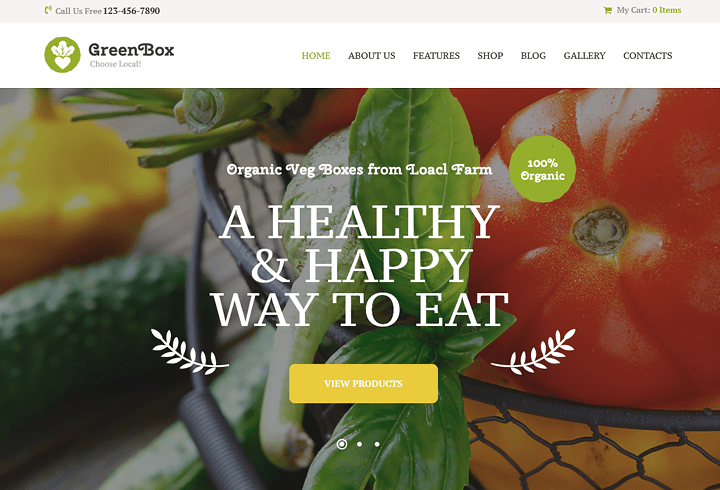 Call Us Free 123-456-7890
My Cart: 0 Items
GreenBox
Choose Local!
HOME ABOUT US FEATURES SHOP BLOG GALLERY CONTACTS
Organic Veg Boxes from Loacl Farm
100%
Organic
A HEALTHY
& HAPPY
WAY TO EAT
VIEW PRODUCTS